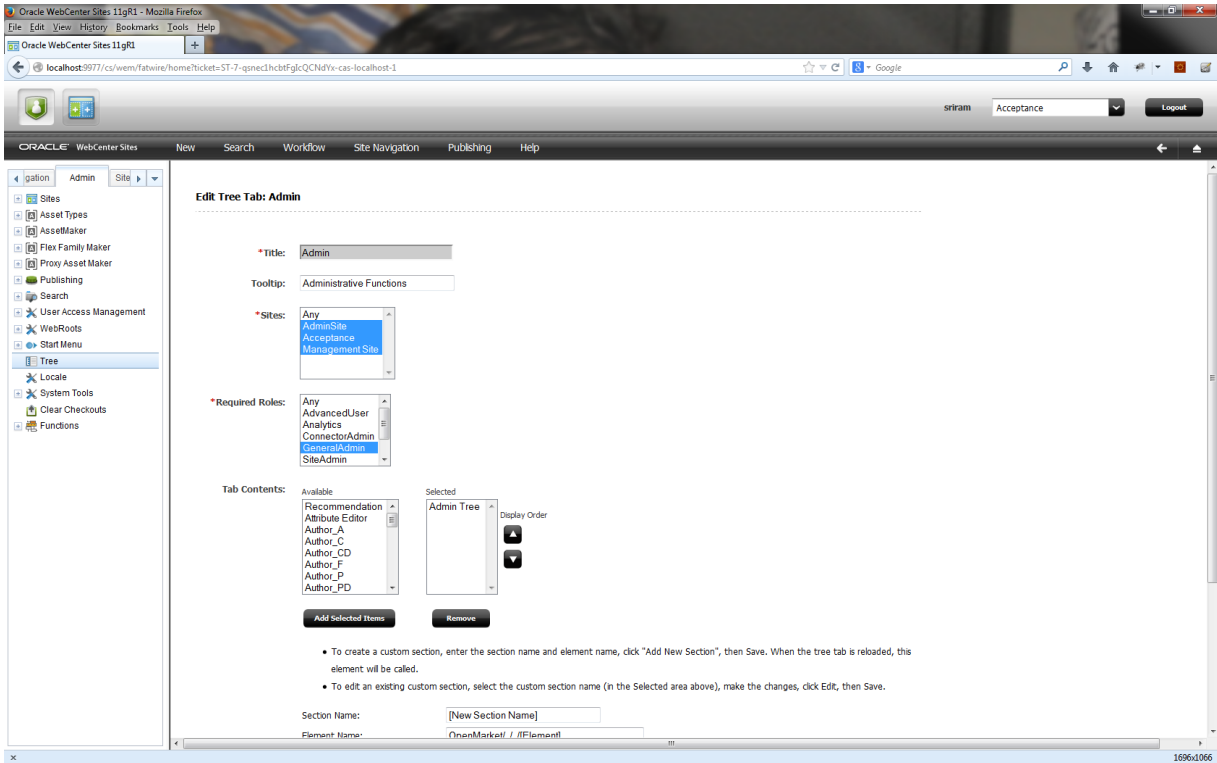 Oracle WebCenter Sites 11gR1 - Mozilla Firefox
File Edit View History Bookmarks Tools Help
Oracle WebCenter Sites 11gR1
localhost:9977/cs/wem/fatwire/home?ticket=ST-7-qsnec1hcbtFgIcQCNdYx-cas-localhost-1
Google
sriram
Acceptance
Logout
ORACLE WebCenter Sites
New Search Workflow Site Navigation Publishing Help
gation Admin Site
Sites
Asset Types
AssetMaker
Flex Family Maker
Proxy Asset Maker
Publishing
Search
User Access Management
WebRoots
Start Menu
Tree
Locale
System Tools
Clear Checkouts
Functions
Edit Tree Tab: Admin
*Title: Admin
Tooltip: Administrative Functions
*Sites: Any
AdminSite
Acceptance
Management Site
*Required Roles: Any
AdvancedUser
Analytics
ConnectorAdmin
GeneralAdmin
SiteAdmin
Tab Contents: Available Selected
Recommendation Admin Tree
Attribute Editor Display Order
Author_A
Author_C
Author_CD
Author_F
Author_P
Author_PD
Add Selected Items Remove
• To create a custom section, enter the section name and element name, click "Add New Section", then Save. When the tree tab is reloaded, this
element will be called.
• To edit an existing custom section, select the custom section name (in the Selected area above), make the changes, click Edit, then Save.
Section Name: [New Section Name]
Element Name: OpenMarket/../../[Element]
x 1696x1066